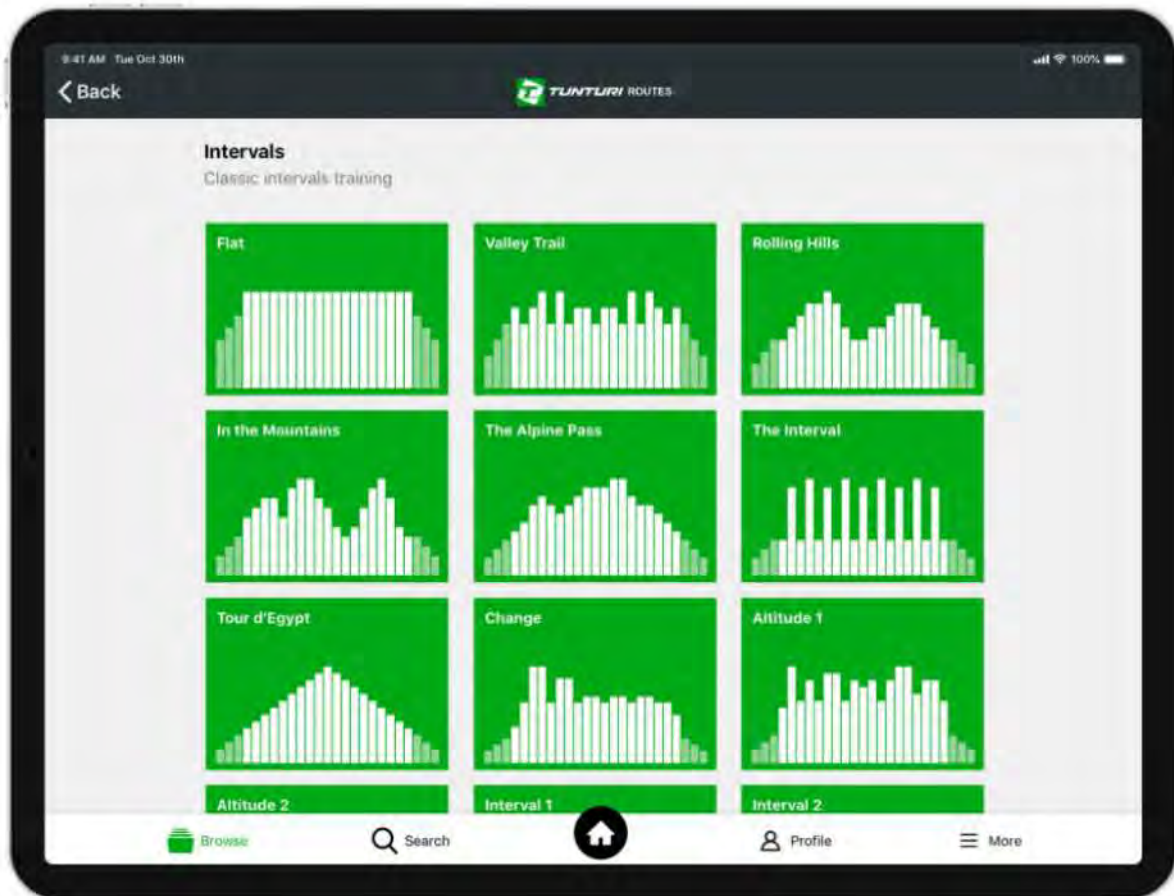 9:41 AM Tue Oct 30th
100%
Back
TUNTURI ROUTES
Intervals
Classic intervals training
Flat
Valley Trail
Rolling Hills
In the Mountains
The Alpine Pass
The Interval
Tour d'Egypt
Change
Altitude 1
Altitude 2
Interval 1
Interval 2
Browse
Search
Profile
More